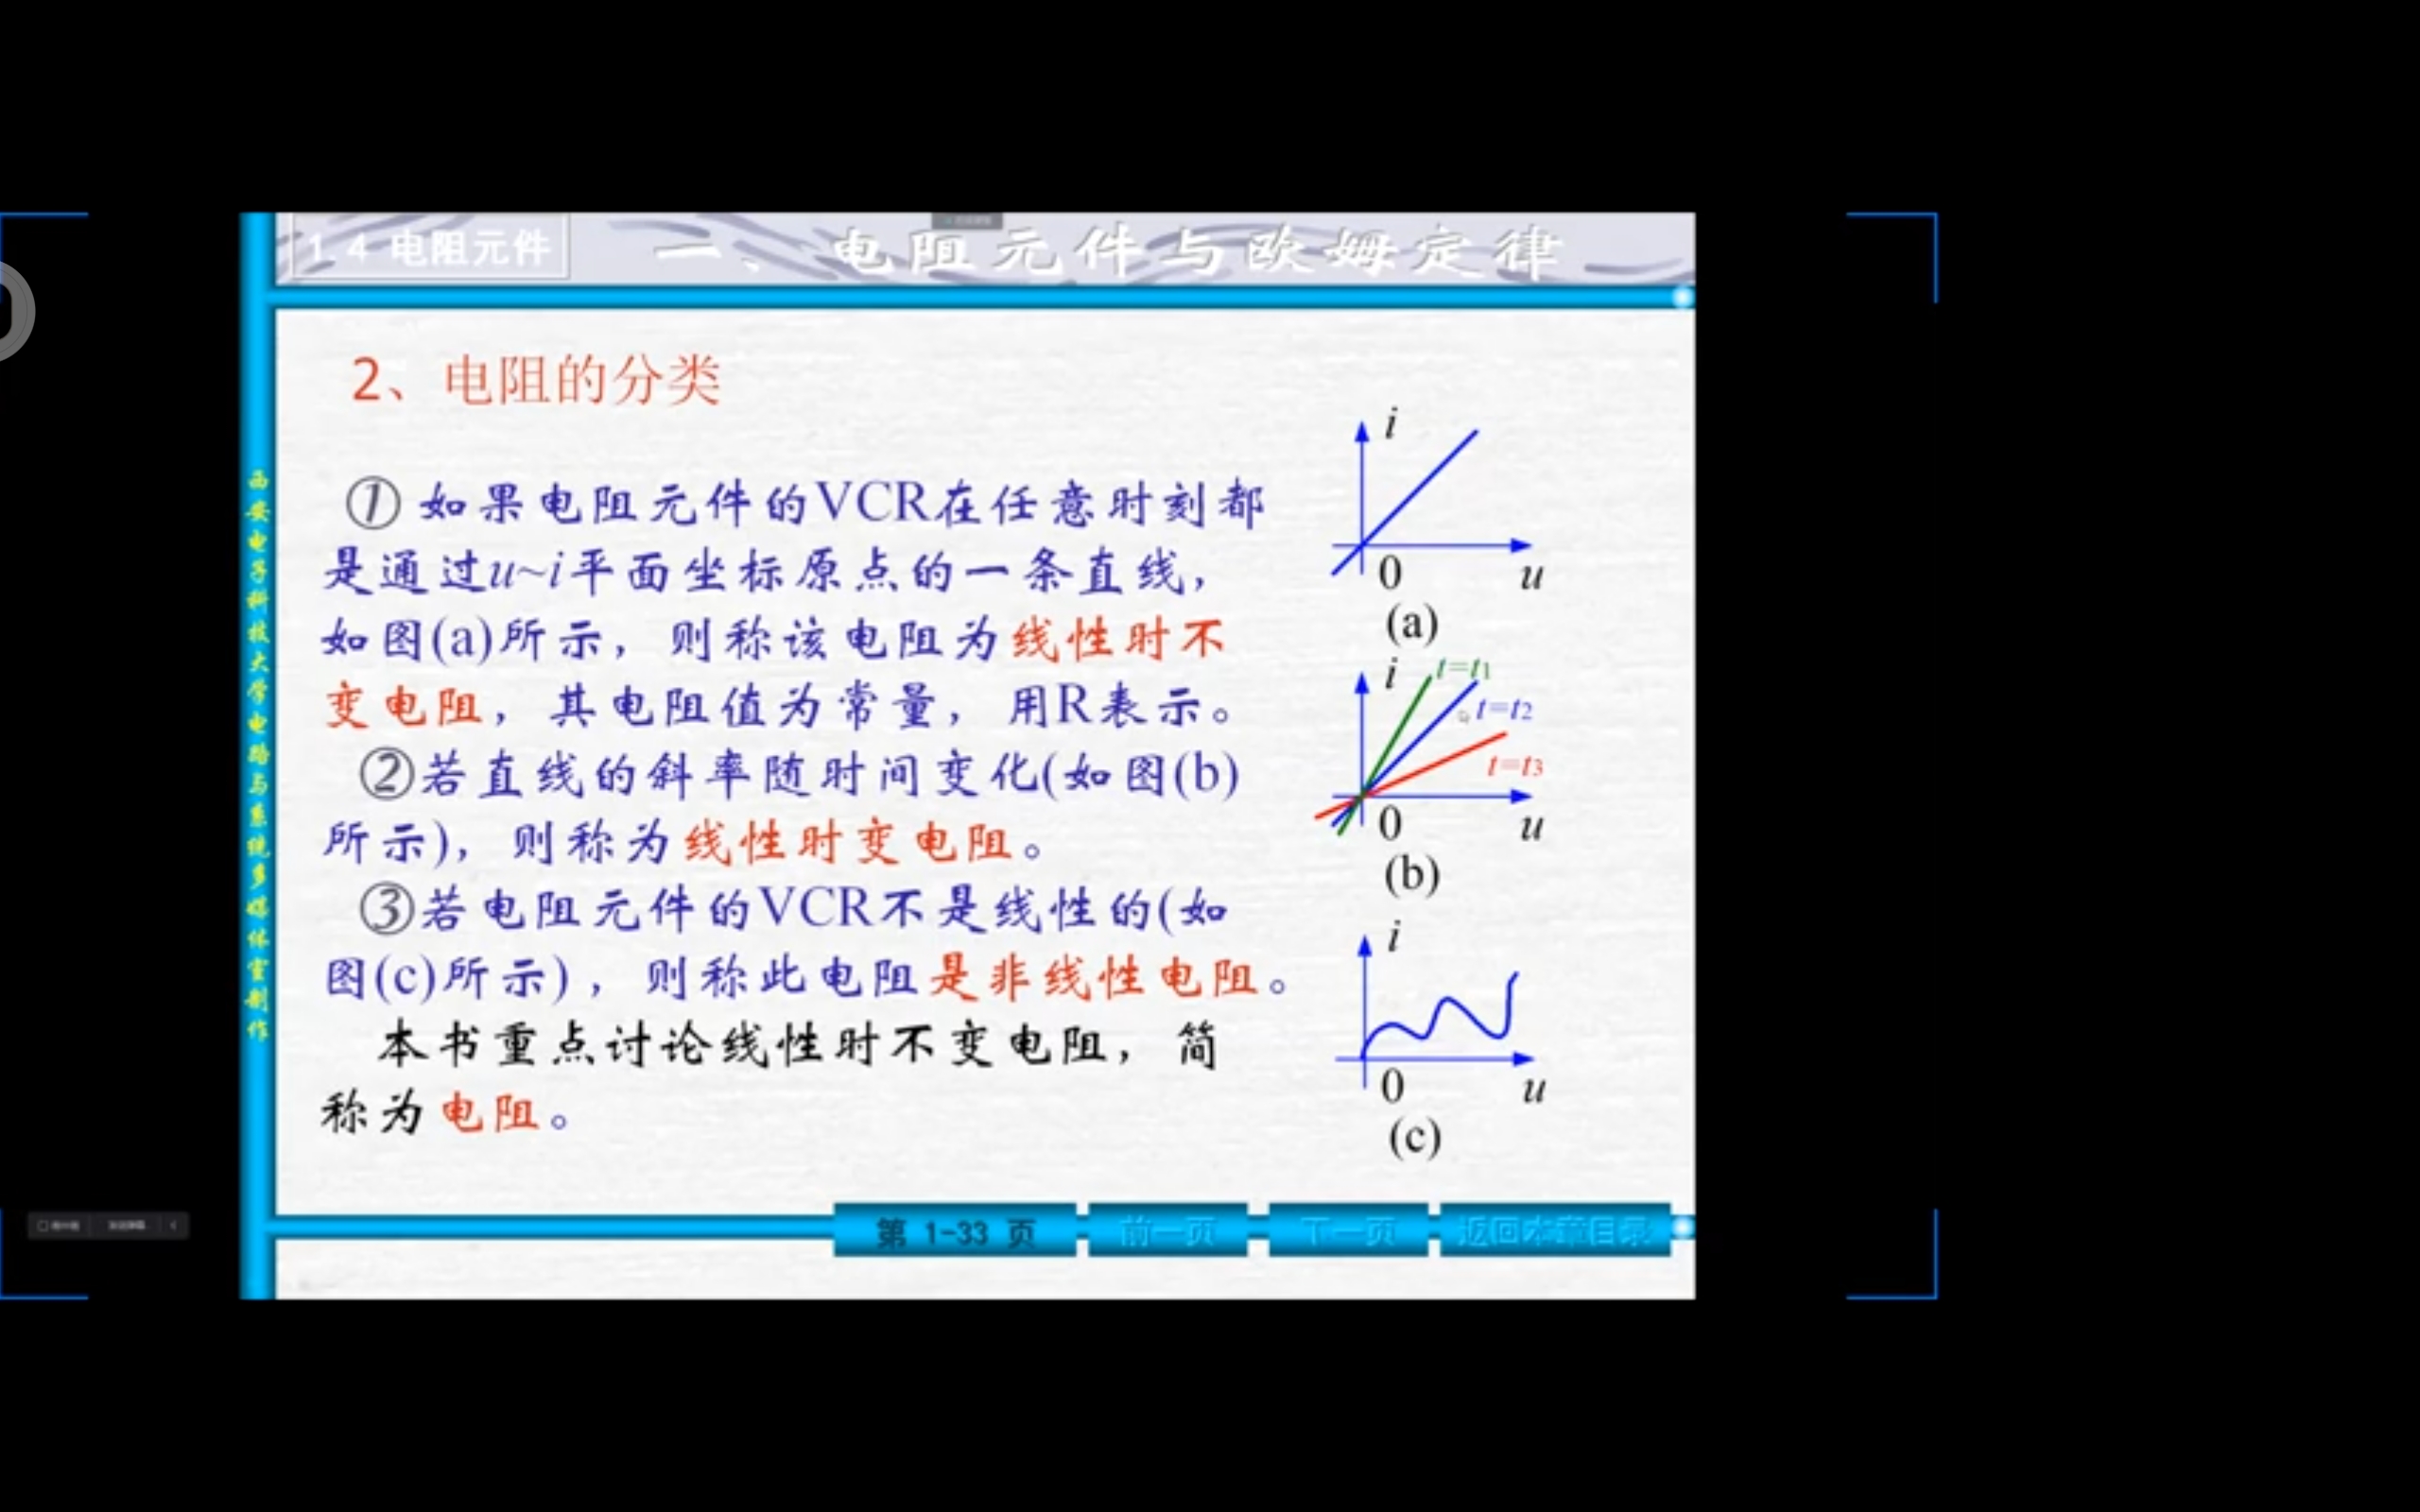 1.4 电阻元件
一、电阻元件与欧姆定律
西安电子科技大学电路与系统多媒体室制作
2、电阻的分类
① 如果电阻元件的VCR在任意时刻都
是通过u~i平面坐标原点的一条直线，
如图(a)所示，则称该电阻为线性时不
变电阻，其电阻值为常量，用R表示。
②若直线的斜率随时间变化(如图(b)
所示)，则称为线性时变电阻。
③若电阻元件的VCR不是线性的(如
图(c)所示)，则称此电阻是非线性电阻。
本书重点讨论线性时不变电阻，简
称为电阻。
i
0
u
(a)
i
t=t1
t=t2
t=t3
0
u
(b)
i
0
u
(c)
第 1-33 页
前一页
下一页
返回本章目录